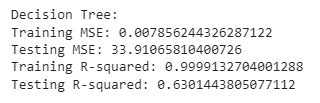 Decision Tree:
Training MSE: 0.007856244326287122
Testing MSE: 33.91065810400726
Training R-squared: 0.9999132704001288
Testing R-squared: 0.6301443805077112